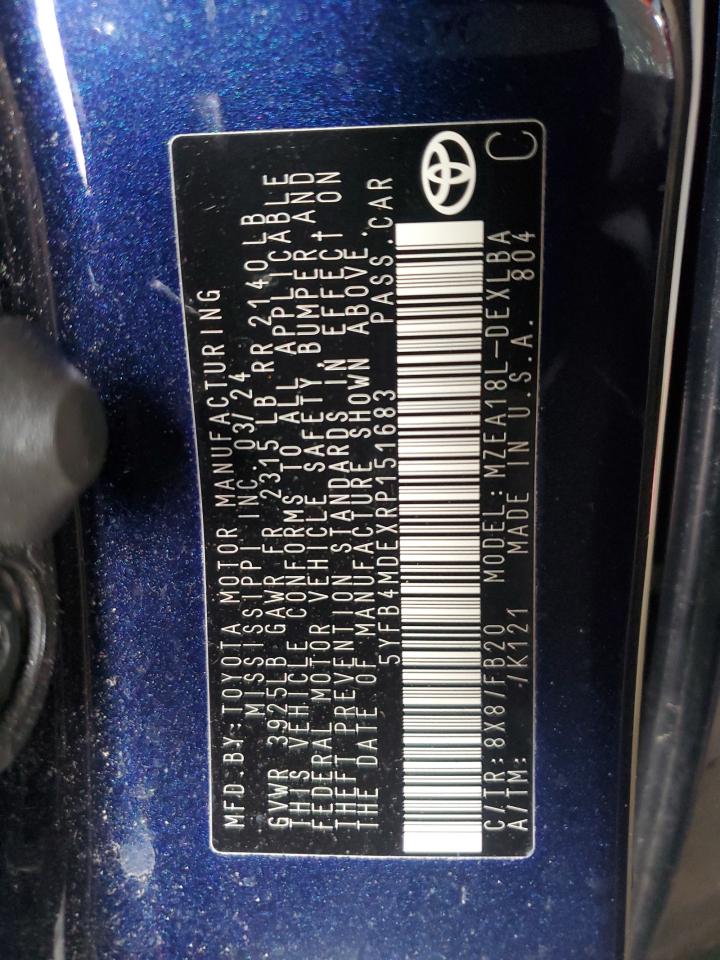 MFD.BY:TOYOTA MOTOR MANUFACTURING
MISSISSIPPI INC. 03/24
GVWR 3925LB GAWR FR 2315 LB RR 2140LB
THIS VEHICLE CONFORMS TO ALL APPLICABLE
FEDERAL MOTOR VEHICLE SAFETY BUMPER AND
THEFT PREVENTION STANDARDS IN EFFECT ON
THE DATE OF MANUFACTURE SHOWN ABOVE.
5YFB4MDEXRP151683 PASS.CAR
C/TR:8X8/FB20 MODEL:MZEA18L-DEXLBA
A/TM: /K121 MADE IN U.S.A. 804
C